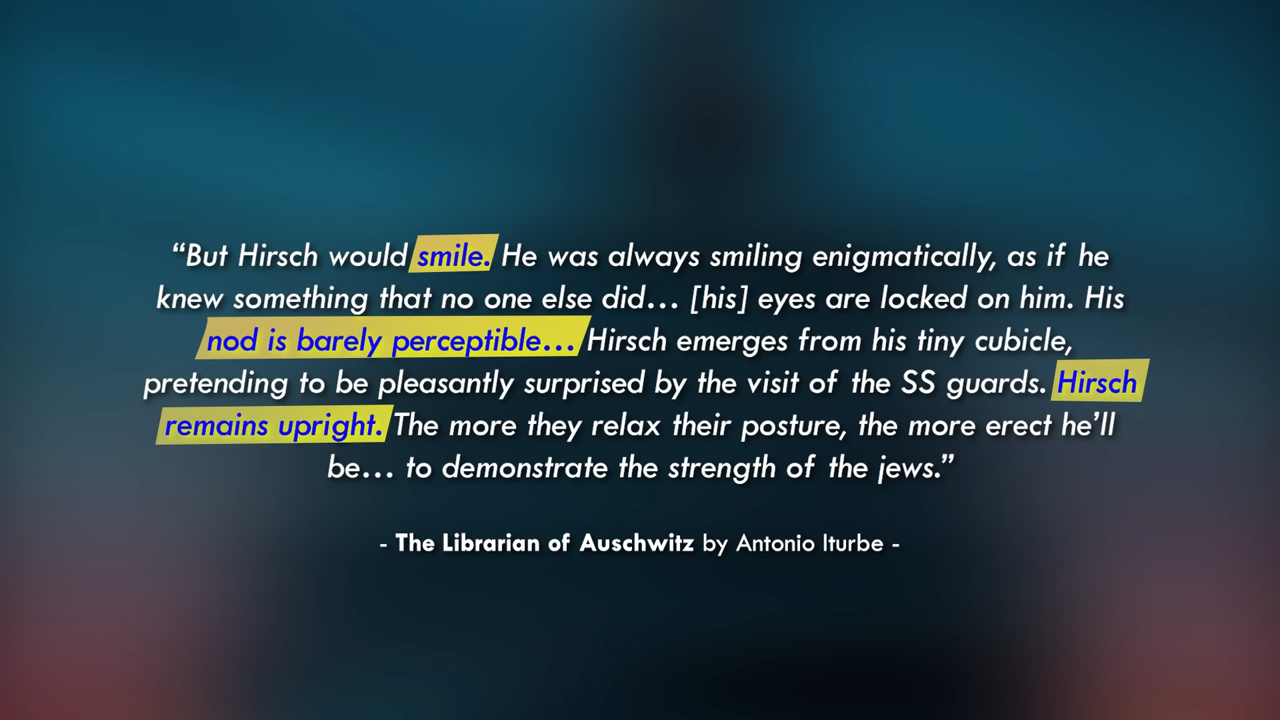 “But Hirsch would smile. He was always smiling enigmatically, as if he
knew something that no one else did... [his] eyes are locked on him. His
nod is barely perceptible... Hirsch emerges from his tiny cubicle,
pretending to be pleasantly surprised by the visit of the SS guards. Hirsch
remains upright. The more they relax their posture, the more erect he’ll
be... to demonstrate the strength of the jews.”
- The Librarian of Auschwitz by Antonio Iturbe -